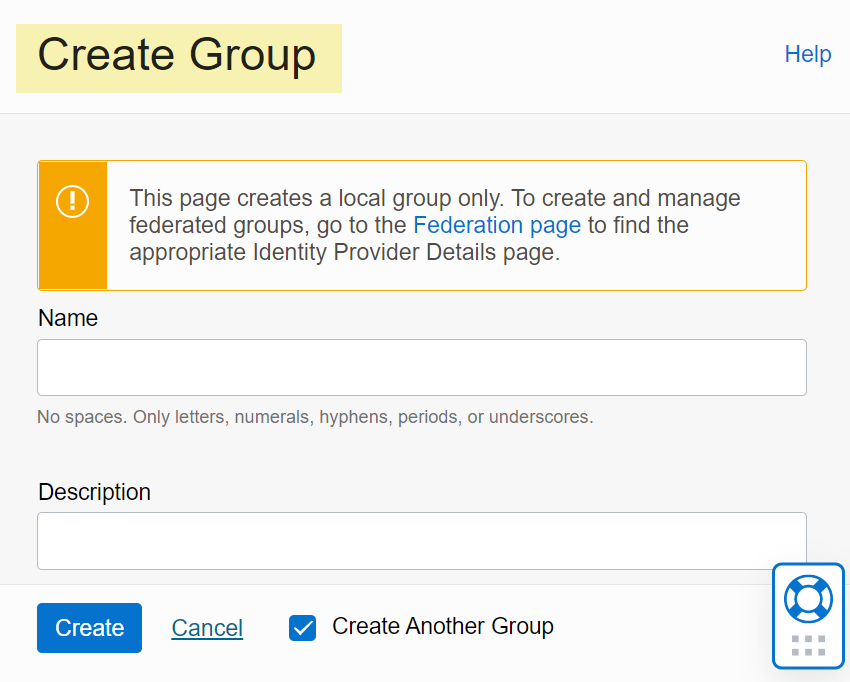 Create Group
Help
This page creates a local group only. To create and manage
federated groups, go to the Federation page to find the
appropriate Identity Provider Details page.
Name
No spaces. Only letters, numerals, hyphens, periods, or underscores.
Description
Create
Cancel
Create Another Group